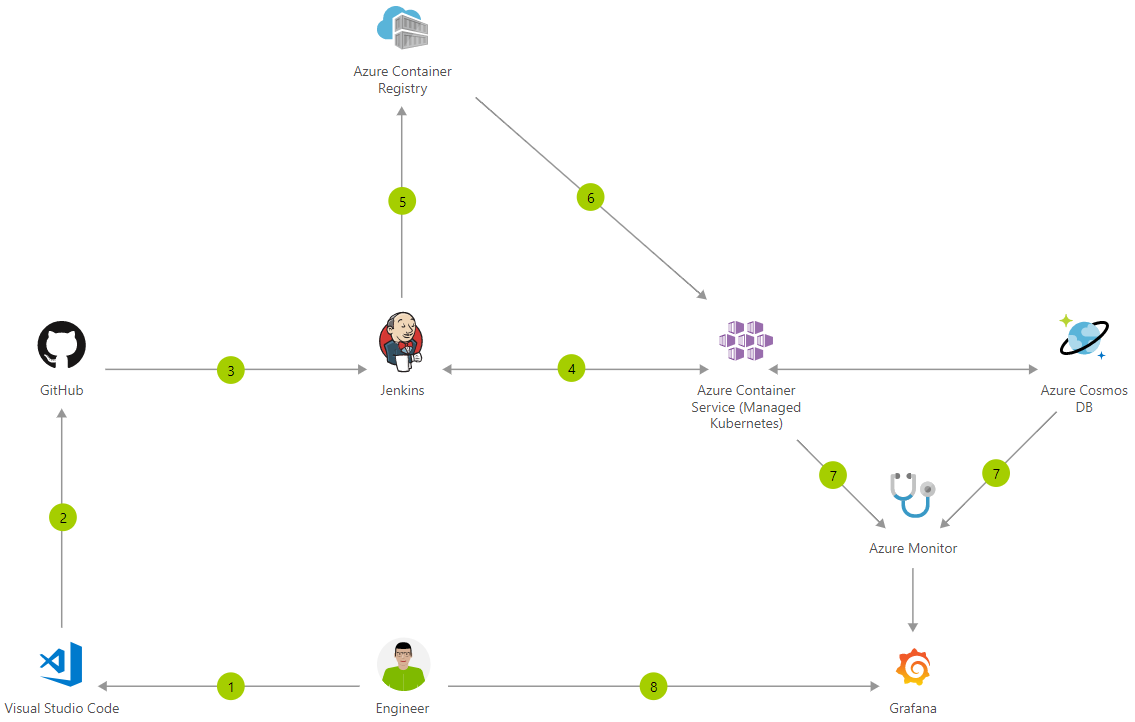 Azure Container
Registry
5
6
GitHub
3
Jenkins
4
Azure Container
Service (Managed
Kubernetes)
Azure Cosmos
DB
7
7
2
Azure Monitor
Visual Studio Code
1
Engineer
8
Grafana